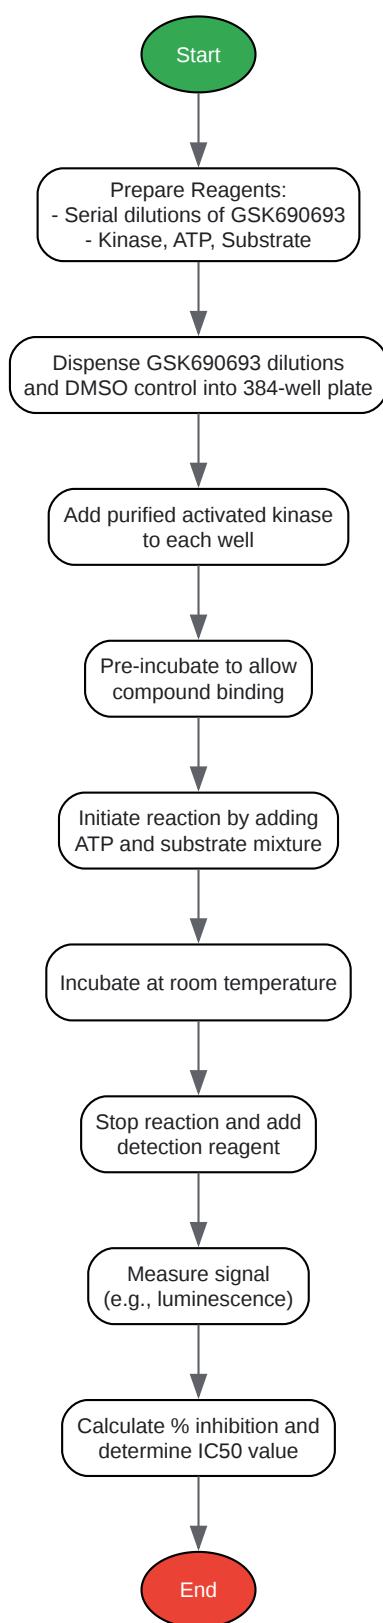 Start
Prepare Reagents:
- Serial dilutions of GSK690693
- Kinase, ATP, Substrate
Dispense GSK690693 dilutions
and DMSO control into 384-well plate
Add purified activated kinase
to each well
Pre-incubate to allow
compound binding
Initiate reaction by adding
ATP and substrate mixture
Incubate at room temperature
Stop reaction and add
detection reagent
Measure signal
(e.g., luminescence)
Calculate % inhibition and
determine IC50 value
End